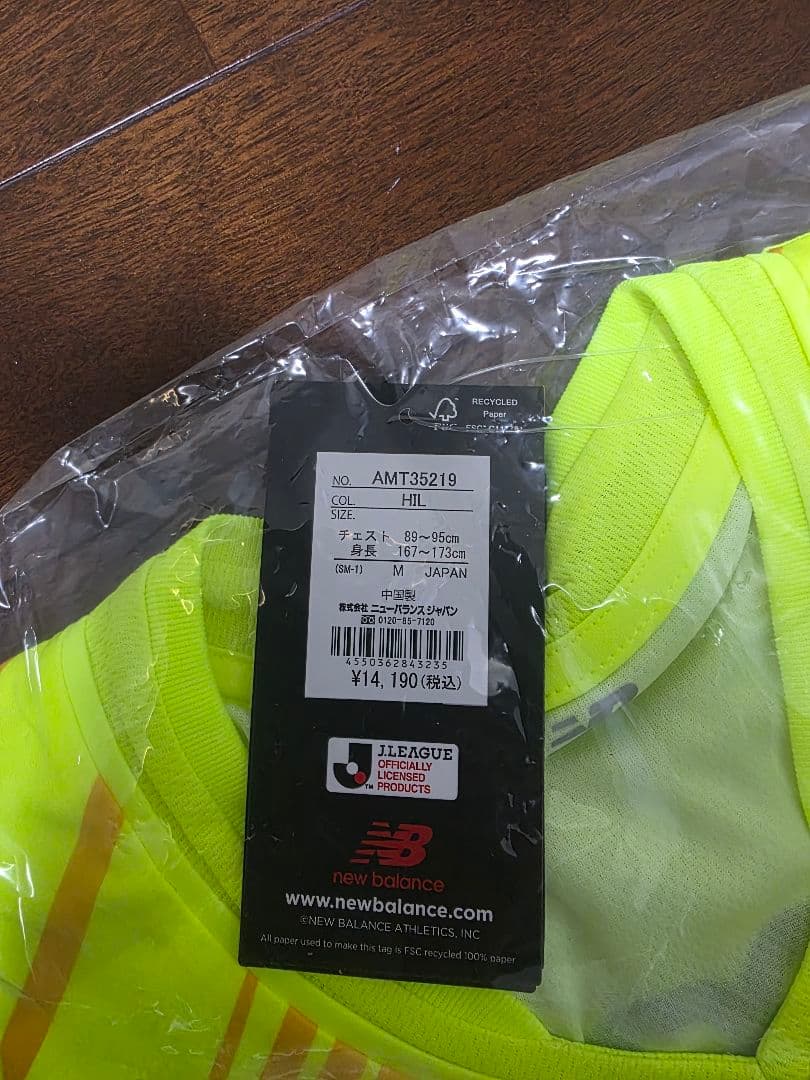 RECYCLED
Paper
NO. AMT35219
COL. HIL
SIZE.
チェスト 89〜95cm
身長 167〜173cm
(SM-T) M JAPAN
中国製
株式会社 ニューバランス ジャパン
0120-85-7120
4550362843235
¥14,190(税込)
J.LEAGUE
OFFICIALLY
LICENSED
PRODUCTS
TM
NB
new balance
www.newbalance.com
©NEW BALANCE ATHLETICS, INC
All paper used to make this tag is FSC recycled 100% paper